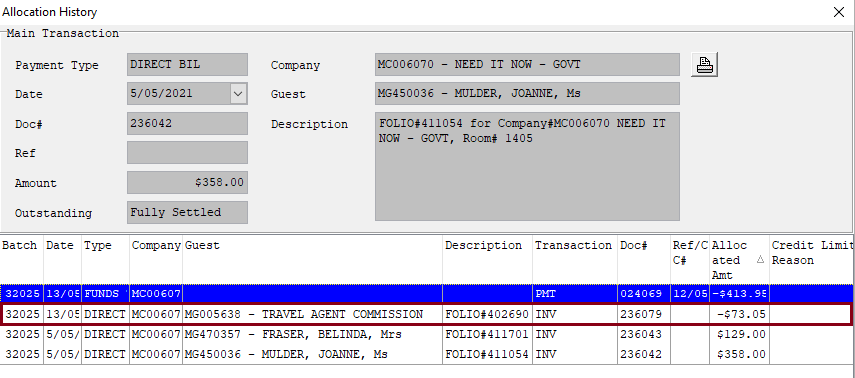 Allocation History
Main Transaction
Payment Type DIRECT BIL Company MC006070 - NEED IT NOW - GOVT
Date 5/05/2021 Guest MG450036 - MULDER, JOANNE, Ms
Doc# 236042 Description FOLIO#411054 for Company#MC006070 NEED IT
NOW - GOVT, Room# 1405
Ref
Amount $358.00
Outstanding Fully Settled
Batch Date Type Company Guest Description Transaction Doc# Ref/C Alloc Credit Limit
C# ated Reason
Amt
32025 13/05 FUNDS MC00607 PMT 024069 12/05 -$413.95
32025 13/05 DIRECT MC00607 MG005638 - TRAVEL AGENT COMMISSION FOLIO#402690 INV 236079 -$73.05
32025 5/05/ DIRECT MC00607 MG470357 - FRASER, BELINDA, Mrs FOLIO#411701 INV 236043 $129.00
32025 5/05/ DIRECT MC00607 MG450036 - MULDER, JOANNE, Ms FOLIO#411054 INV 236042 $358.00